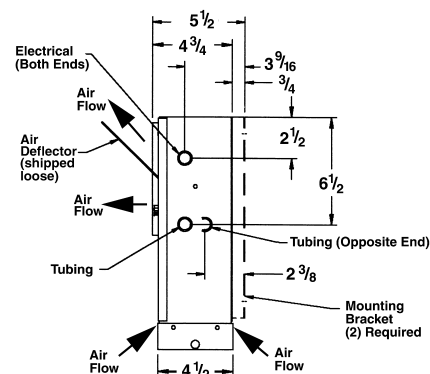 5 1/2
4 3/4
Electrical
(Both Ends)
3 9/16
3/4
Air
Flow
Air
Deflector
(shipped
loose)
2 1/2
6 1/2
Air
Flow
Tubing (Opposite End)
Tubing
2 3/8
Mounting
Bracket
(2) Required
Air
Flow
4 1/2
Air
Flow